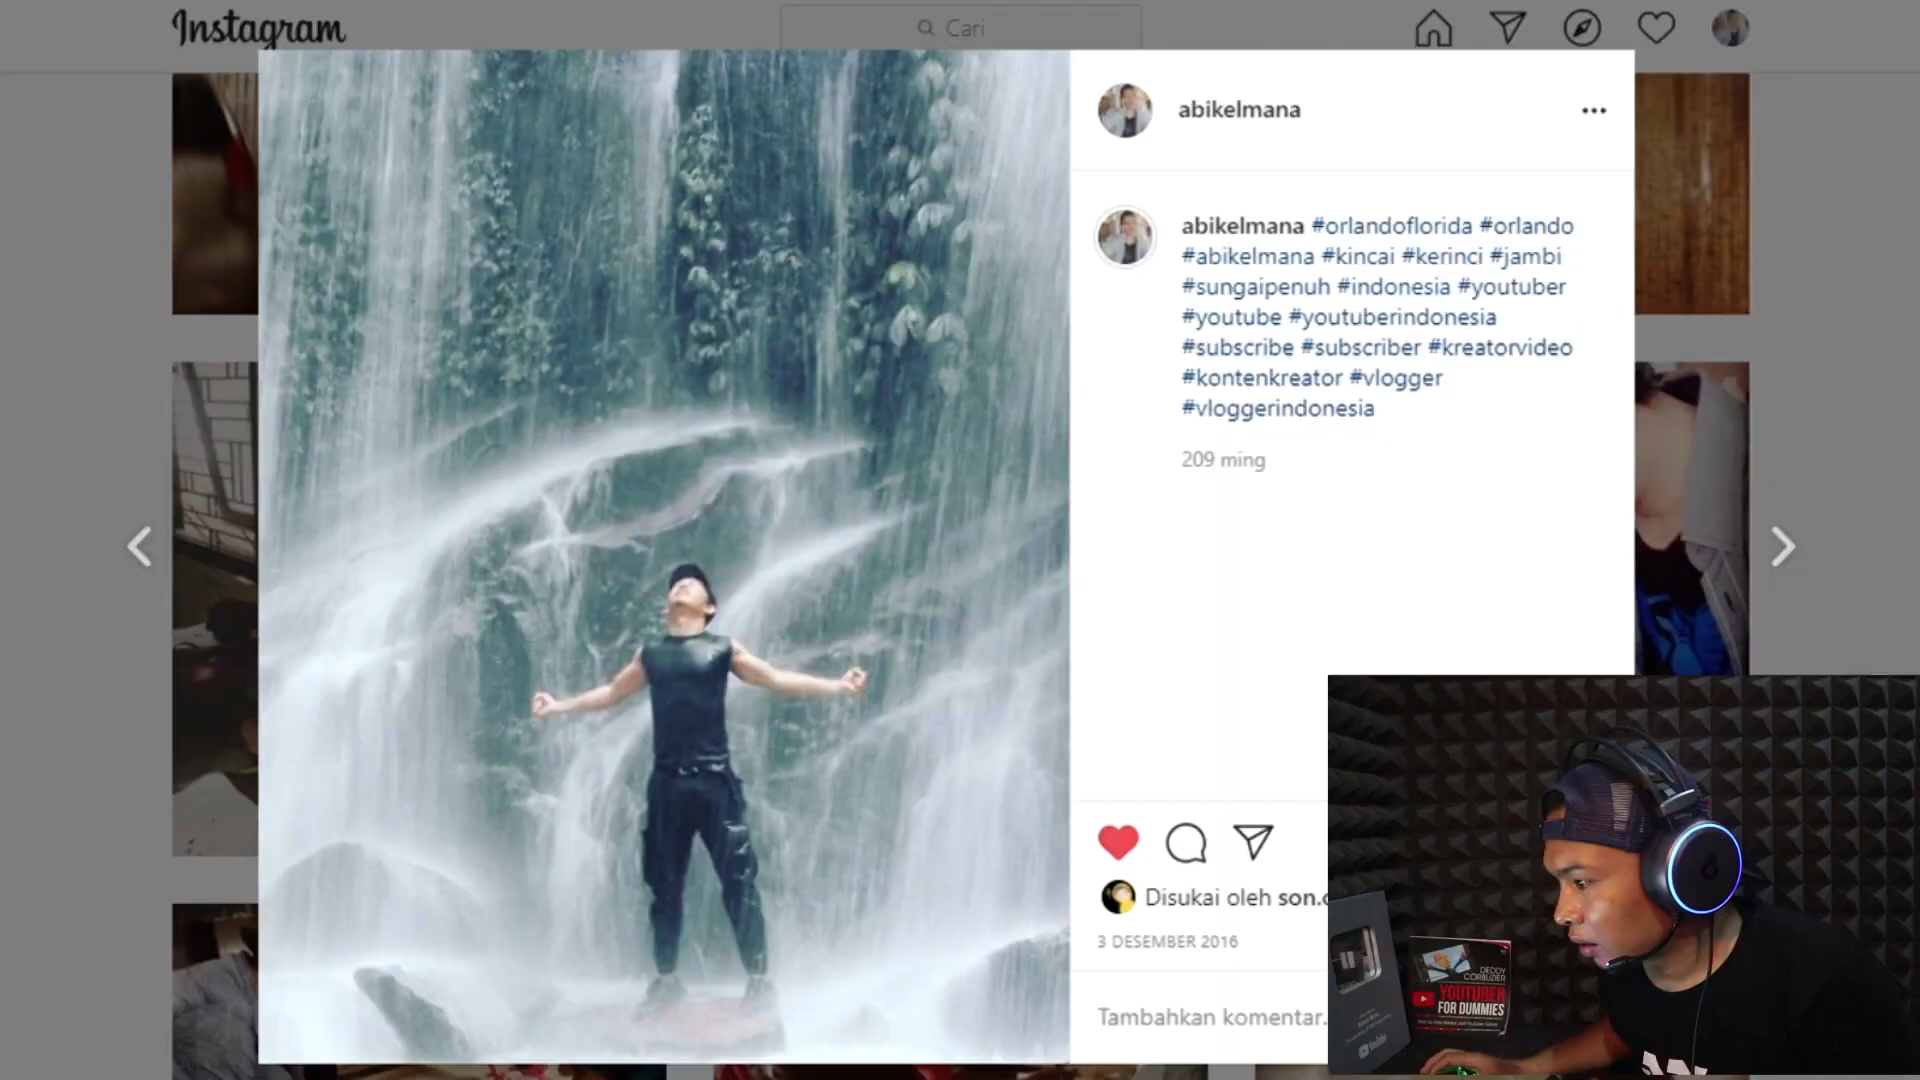 Instagram
Cari
abikelmana
abikelmana #orlandoflorida #orlando
#abikelmana #kincai #kerinci #jambi
#sungaipenuh #indonesia #youtuber
#youtube #youtuberindonesia
#subscribe #subscriber #kreatorvideo
#kontenkreator #vlogger
#vloggerindonesia
209 ming
Disukai oleh son.
3 DESEMBER 2016
Tambahkan komentar.
DEDDY
CORBUZIER
YOUTUBER
FOR DUMMIES
YouTube